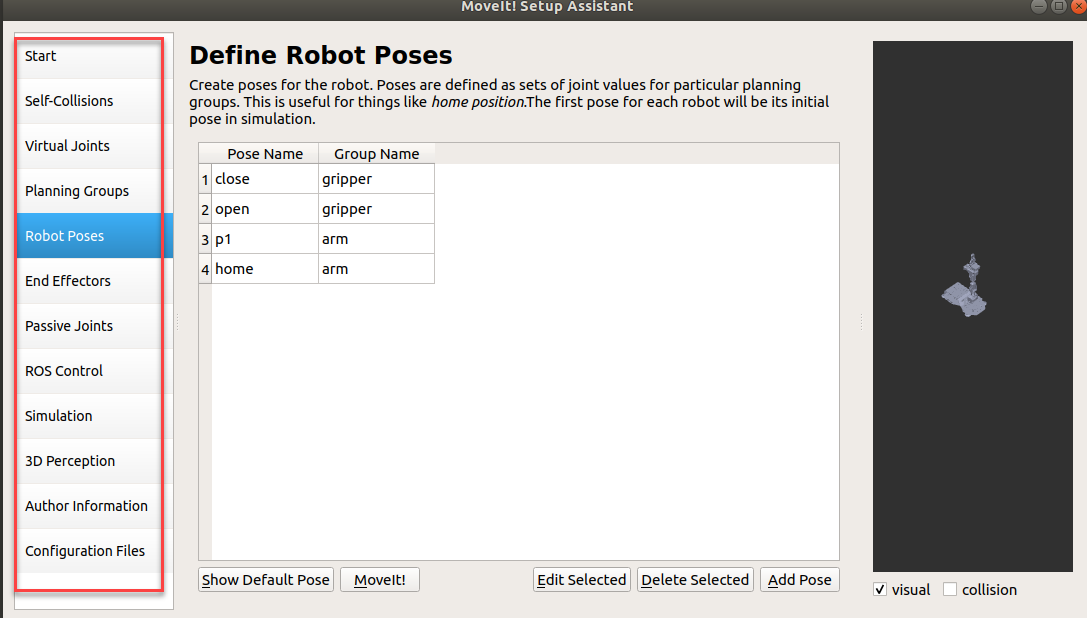 MoveIt! Setup Assistant
Start
Self-Collisions
Virtual Joints
Planning Groups
Robot Poses
End Effectors
Passive Joints
ROS Control
Simulation
3D Perception
Author Information
Configuration Files
Define Robot Poses
Create poses for the robot. Poses are defined as sets of joint values for particular planning
groups. This is useful for things like home position.The first pose for each robot will be its initial
pose in simulation.
Pose Name Group Name
1 close gripper
2 open gripper
3 p1 arm
4 home arm
Show Default Pose MoveIt! Edit Selected Delete Selected Add Pose
visual collision